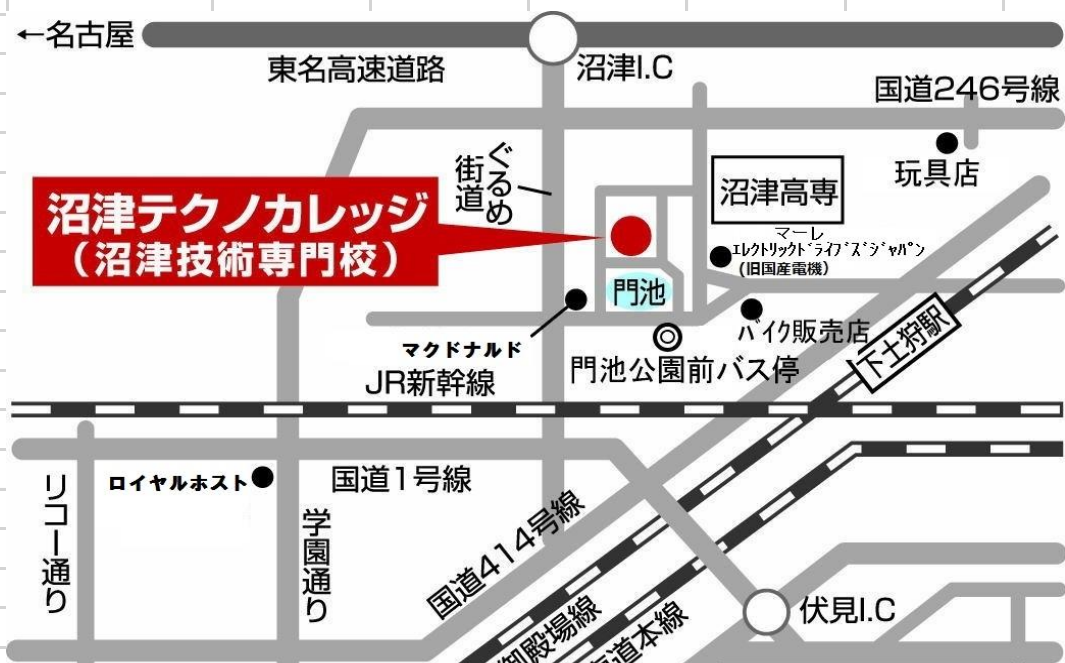 ←名古屋
東名高速道路
沼津I.C
国道246号線
ぐるめ
街道
玩具店
沼津高専
沼津テクノカレッジ
（沼津技術専門校）
マーレ
ｴﾚｸﾄﾘｯｸﾄﾞﾗｲﾌﾞｽﾞｼﾞｬﾊﾟﾝ
(旧国産電機)
門池
バイク販売店
下土狩駅
マクドナルド
門池公園前バス停
JR新幹線
ロイヤルホスト
国道1号線
リコー通り
学園通り
国道414号線
伏見I.C
御殿場線
海道本線